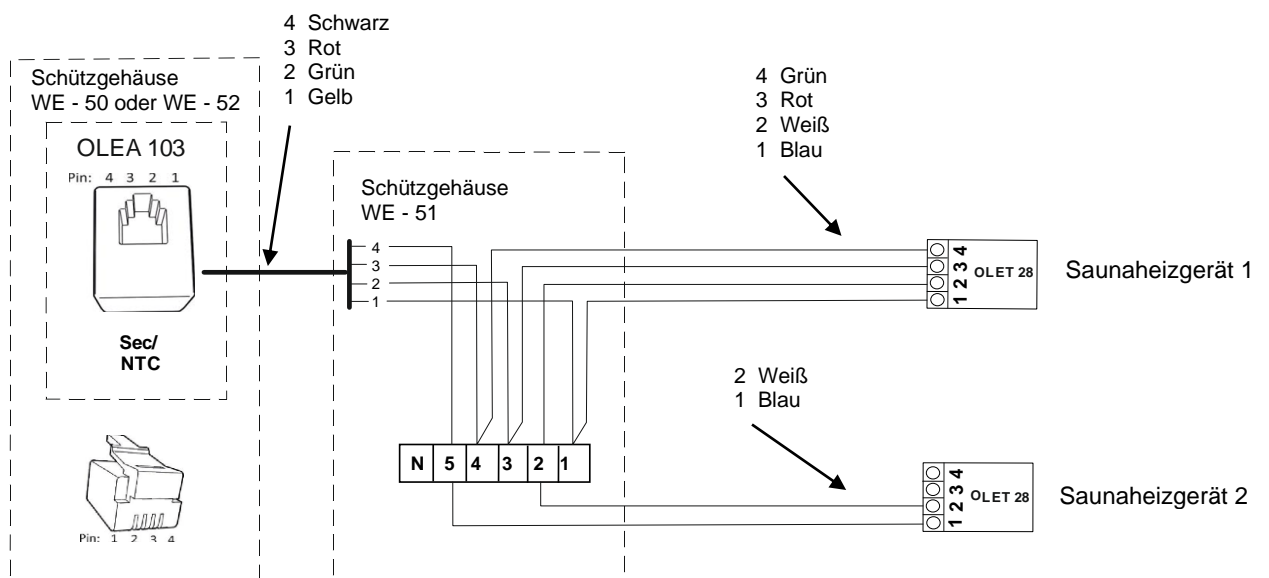 4 Schwarz
3 Rot
2 Grün
1 Gelb
Schützgehäuse
WE - 50 oder WE - 52
OLEA 103
Pin: 4 3 2 1
Sec/
NTC
Pin: 1 2 3 4
Schützgehäuse
WE - 51
4
3
2
1
N 5 4 3 2 1
4 Grün
3 Rot
2 Weiß
1 Blau
1 2 3 4
OLET 28
Saunaheizgerät 1
2 Weiß
1 Blau
1 2 3 4
OLET 28
Saunaheizgerät 2